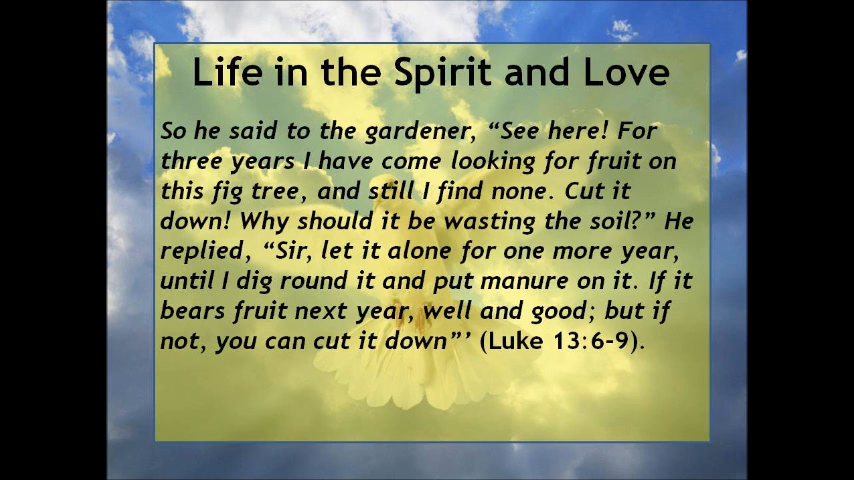 Life in the Spirit and Love
So he said to the gardener, “See here! For
three years I have come looking for fruit on
this fig tree, and still I find none. Cut it
down! Why should it be wasting the soil?” He
replied, “Sir, let it alone for one more year,
until I dig round it and put manure on it. If it
bears fruit next year, well and good; but if
not, you can cut it down”’ (Luke 13:6-9).